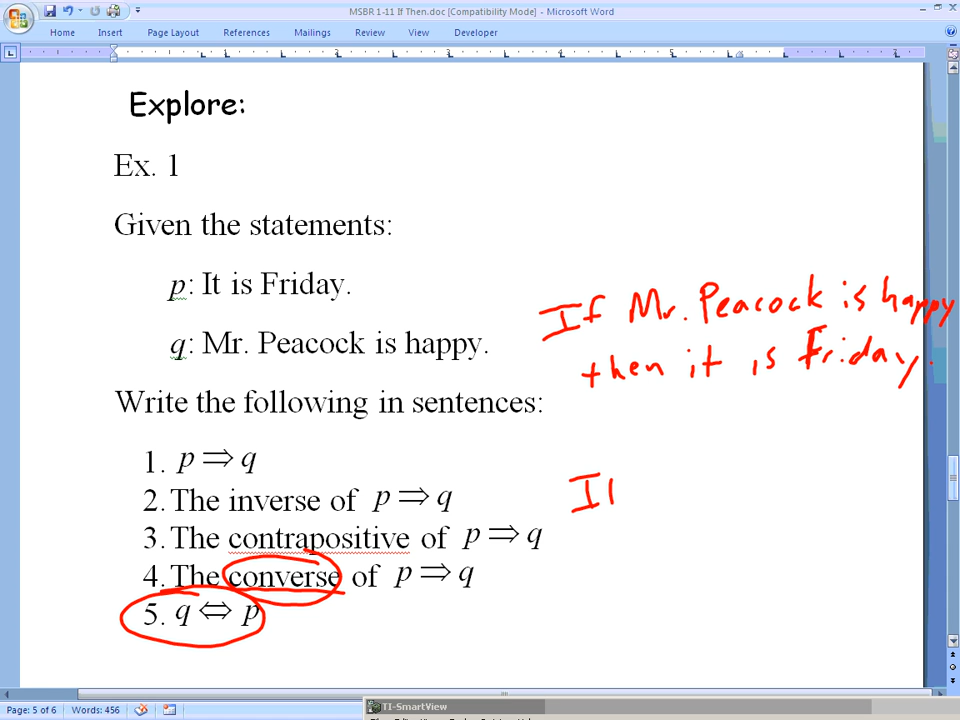 MSBR 1-11 If Then.doc [Compatibility Mode] - Microsoft Word
Home Insert Page Layout References Mailings Review View Developer
Explore:
Ex. 1
Given the statements:
p: It is Friday.
q: Mr. Peacock is happy.
If Mr. Peacock is happy
then it is Friday.
Write the following in sentences:
1. p ⇒ q
2. The inverse of p ⇒ q
3. The contrapositive of p ⇒ q
4. The converse of p ⇒ q
5. q ⇔ p
Page: 5 of 6 Words: 456
TI-SmartView